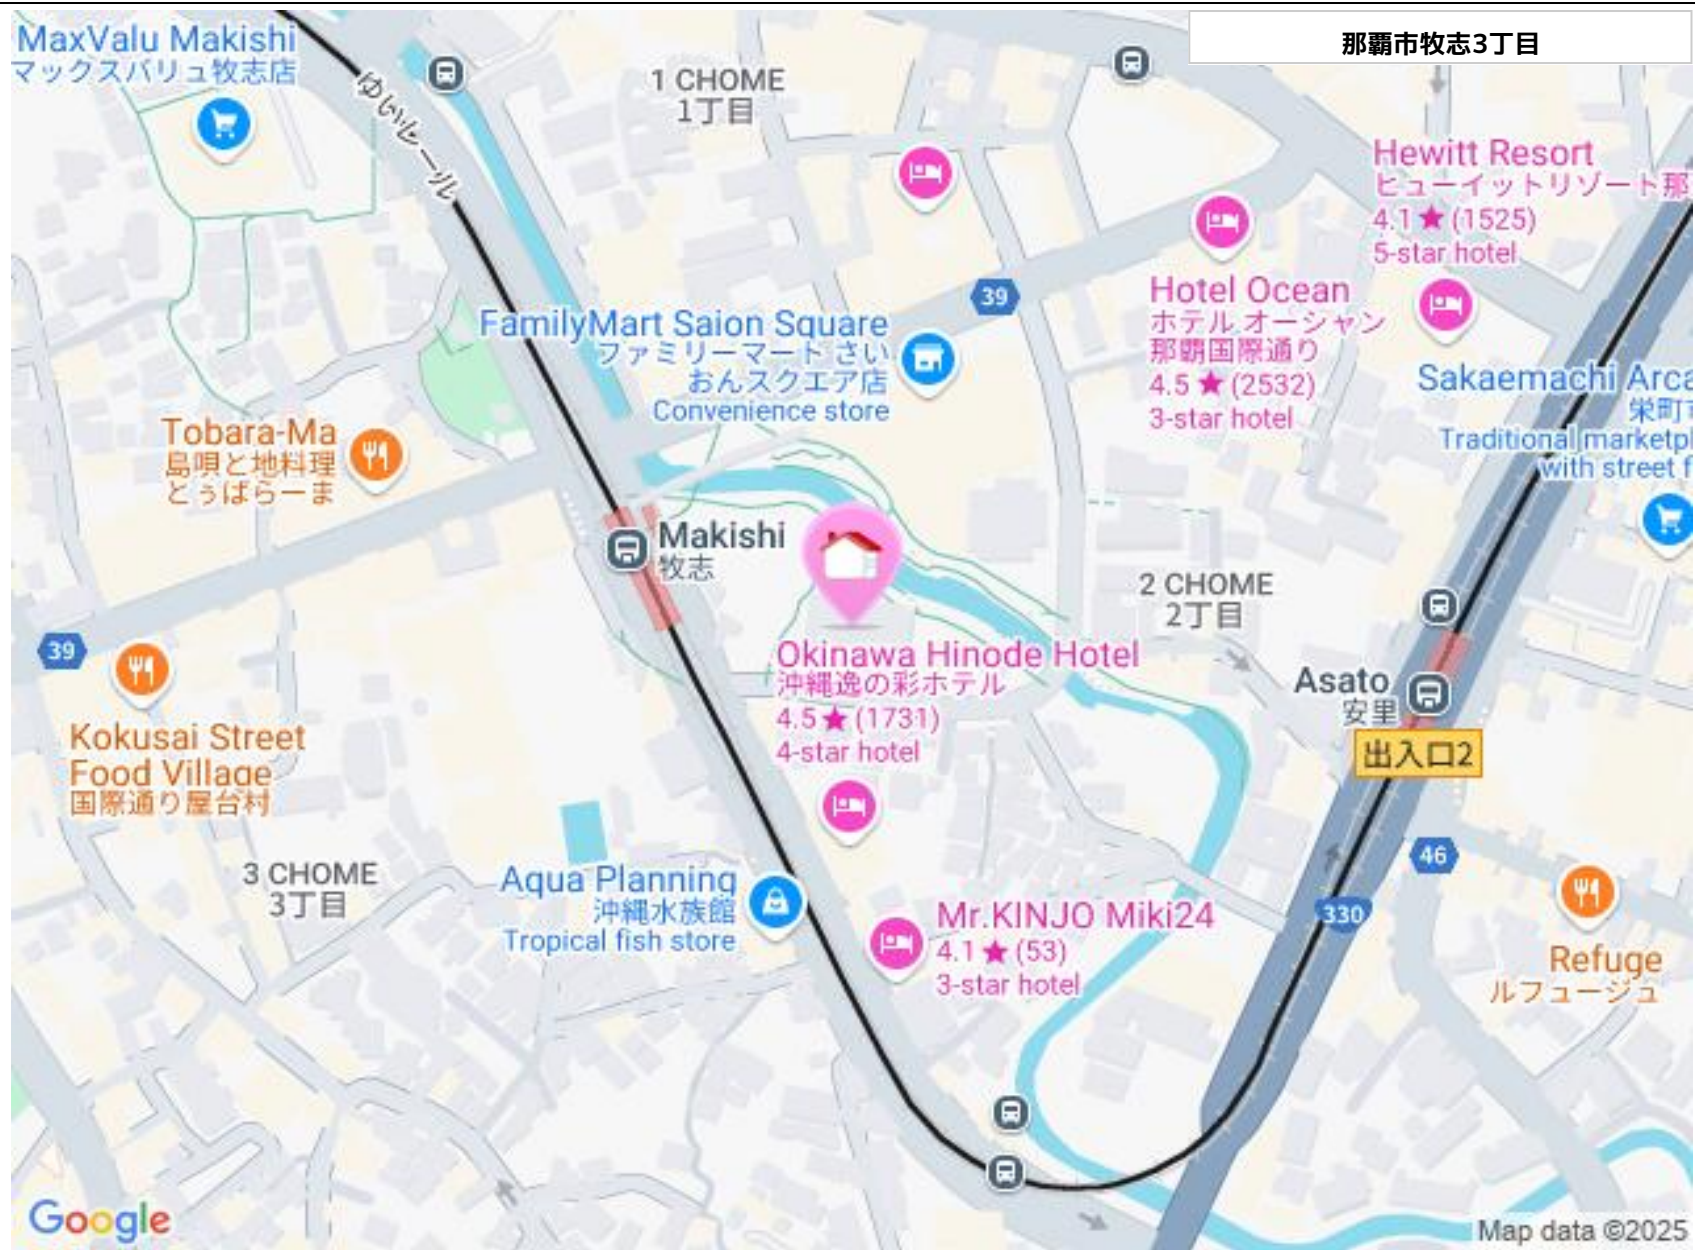 那覇市牧志3丁目
MaxValu Makishi
マックスバリュ牧志店
ゆいレール
1 CHOME
1丁目
Hewitt Resort
ヒューイットリゾート那
4.1★(1525)
5-star hotel
39
Hotel Ocean
ホテル オーシャン
那覇国際通り
4.5★(2532)
3-star hotel
FamilyMart Saion Square
ファミリーマート さい
おんスクエア店
Convenience store
Sakaemachi Arca
栄町市
Traditional marketpl
with street f
Tobara-Ma
島唄と地料理
とぅばらーま
Makishi
牧志
2 CHOME
2丁目
39
Okinawa Hinode Hotel
沖縄逸の彩ホテル
4.5★(1731)
4-star hotel
Asato
安里
出入口2
Kokusai Street
Food Village
国際通り屋台村
46
3 CHOME
3丁目
Aqua Planning
沖縄水族館
Tropical fish store
330
Mr.KINJO Miki24
4.1★(53)
3-star hotel
Refuge
ルフュージュ
Google
Map data ©2025